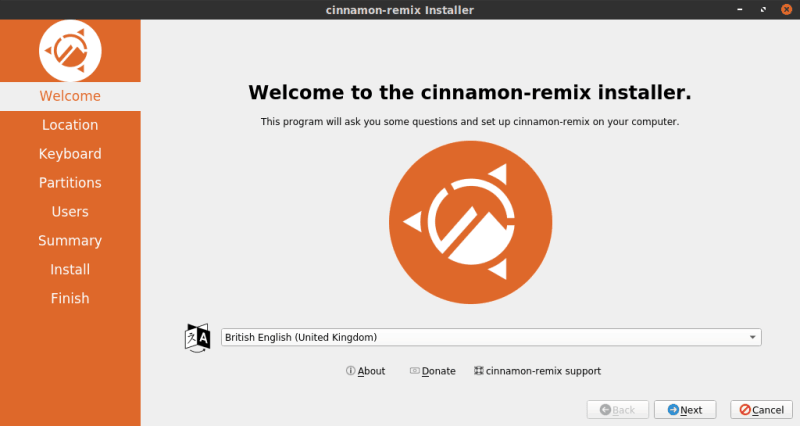 cinnamon-remix Installer
Welcome
Location
Keyboard
Partitions
Users
Summary
Install
Finish
Welcome to the cinnamon-remix installer.
This program will ask you some questions and set up cinnamon-remix on your computer.
British English (United Kingdom)
About Donate cinnamon-remix support
Back Next Cancel